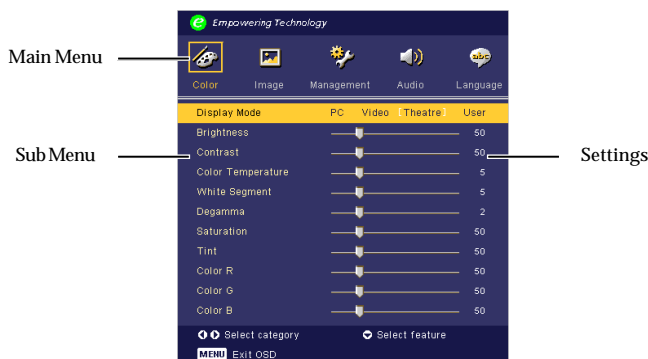 Empowering Technology
Main Menu
Color Image Management Audio Language
Display Mode PC Video [Theatre] User
Brightness 50
Sub Menu
Contrast 50
Settings
Color Temperature 5
White Segment 5
Degamma 2
Saturation 50
Tint 50
Color R 50
Color G 50
Color B 50
Select category Select feature
MENU Exit OSD